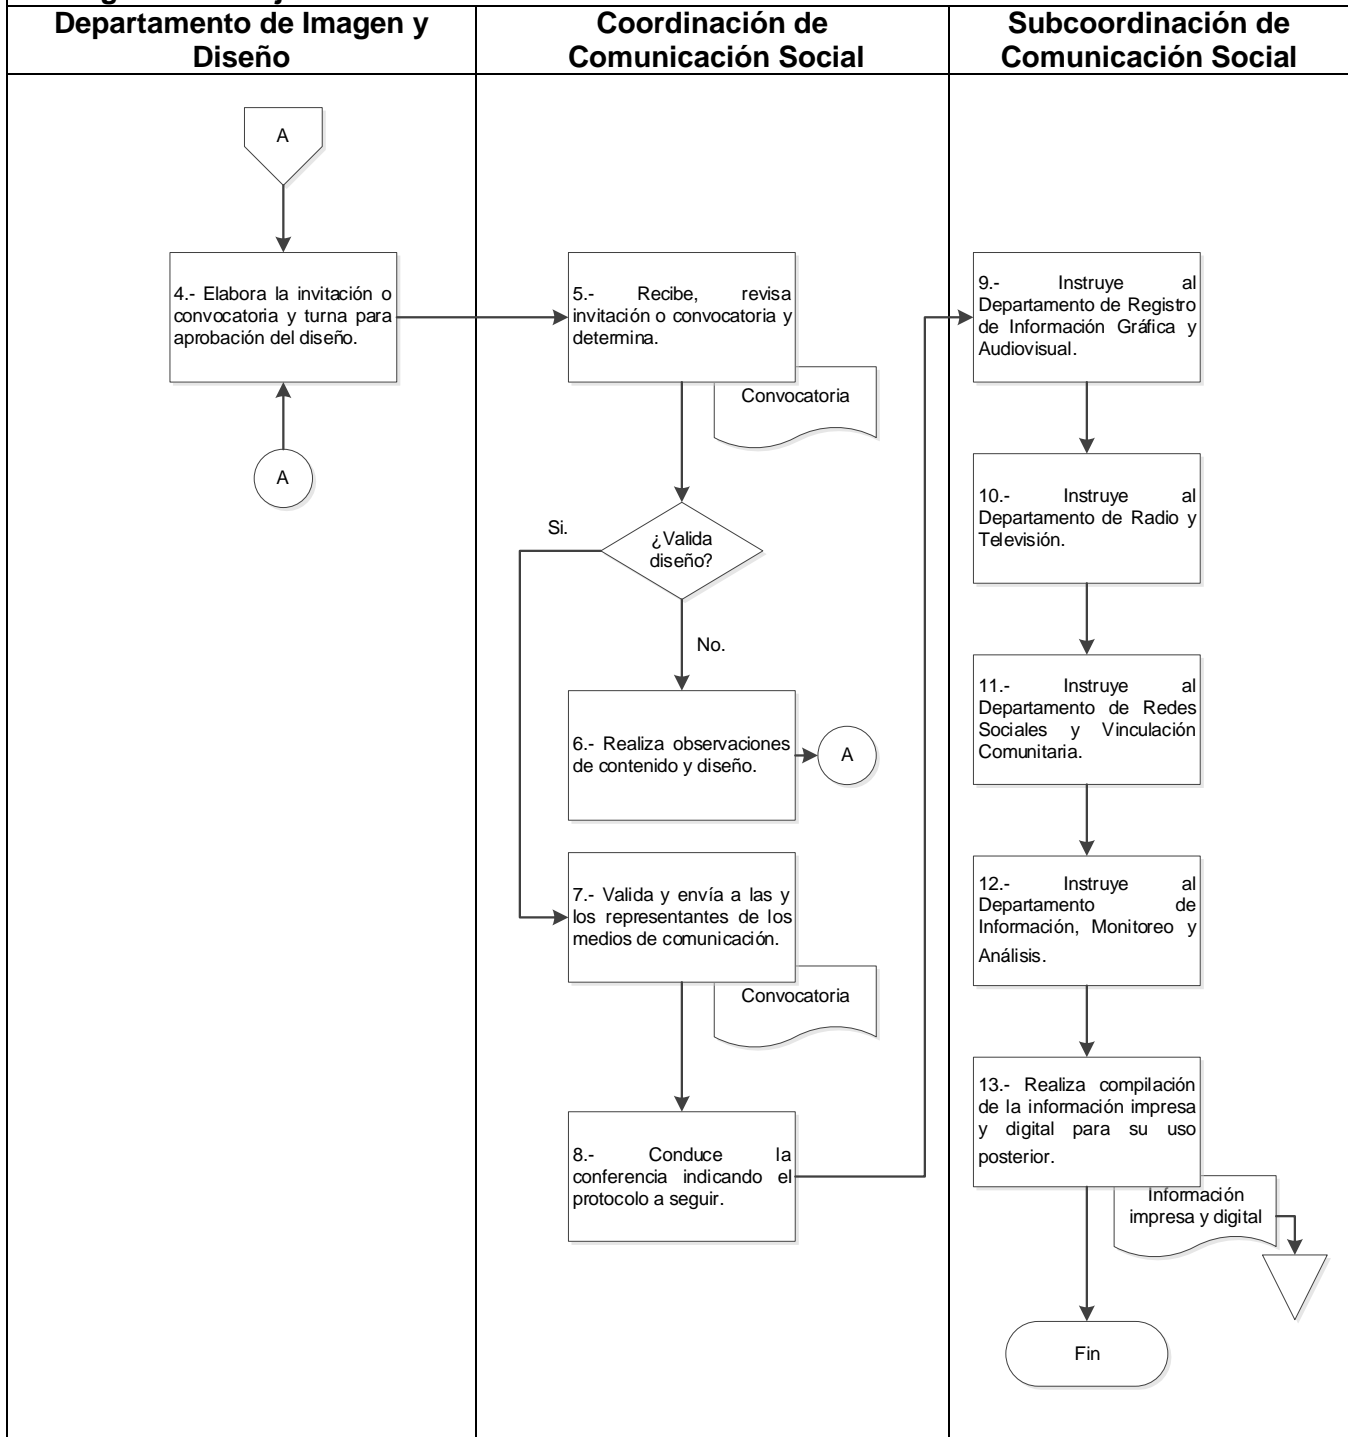 Departamento de Imagen y
Diseño
Coordinación de
Comunicación Social
Subcoordinación de
Comunicación Social
A
4.- Elabora la invitación o
convocatoria y turna para
aprobación del diseño.
A
5.- Recibe, revisa
invitación o convocatoria y
determina.
Convocatoria
¿Valida
diseño?
Si.
No.
6.- Realiza observaciones
de contenido y diseño.
A
7.- Valida y envía a las y
los representantes de los
medios de comunicación.
Convocatoria
8.- Conduce la
conferencia indicando el
protocolo a seguir.
9.- Instruye al
Departamento de Registro
de Información Gráfica y
Audiovisual.
10.- Instruye al
Departamento de Radio y
Televisión.
11.- Instruye al
Departamento de Redes
Sociales y Vinculación
Comunitaria.
12.- Instruye al
Departamento de
Información, Monitoreo y
Análisis.
13.- Realiza compilación
de la información impresa
y digital para su uso
posterior.
Información
impresa y digital
Fin